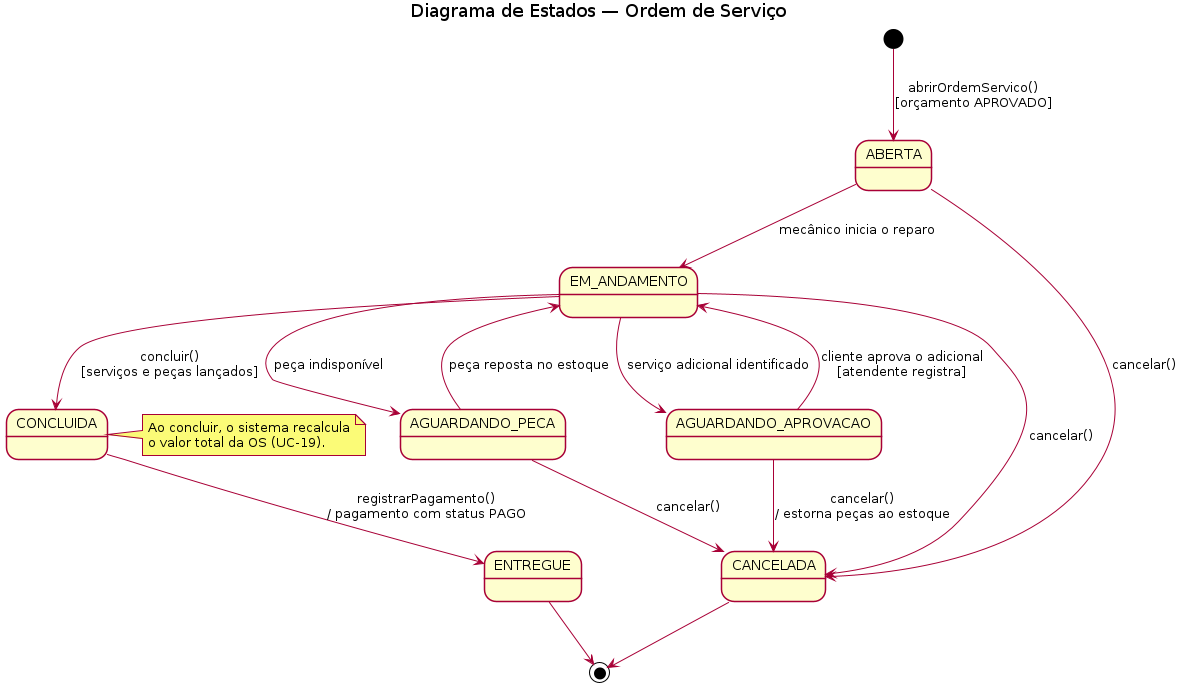 Diagrama de Estados — Ordem de Serviço
abrirOrdemServico()
[orçamento APROVADO]
ABERTA
mecânico inicia o reparo
EM_ANDAMENTO
concluir()
[serviços e peças lançados]
peça indisponível
peça reposta no estoque
serviço adicional identificado
cliente aprova o adicional
[atendente registra]
cancelar()
CONCLUIDA
Ao concluir, o sistema recalcula
o valor total da OS (UC-19).
AGUARDANDO_PECA
AGUARDANDO_APROVACAO
cancelar()
registrarPagamento()
/ pagamento com status PAGO
cancelar()
cancelar()
/ estorna peças ao estoque
ENTREGUE
CANCELADA